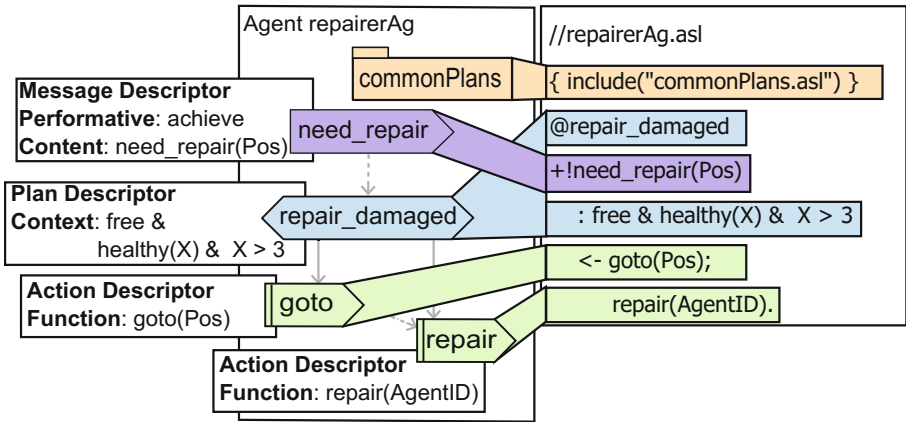 Agent repairerAg
commonPlans
Message Descriptor
Performative: achieve
Content: need_repair(Pos)
need_repair
Plan Descriptor
Context: free &
healthy(X) & X > 3
repair_damaged
Action Descriptor
Function: goto(Pos)
goto
repair
Action Descriptor
Function: repair(AgentID)
//repairerAg.asl
{ include("commonPlans.asl") }
@repair_damaged
+!need_repair(Pos)
: free & healthy(X) & X > 3
<- goto(Pos);
repair(AgentID).